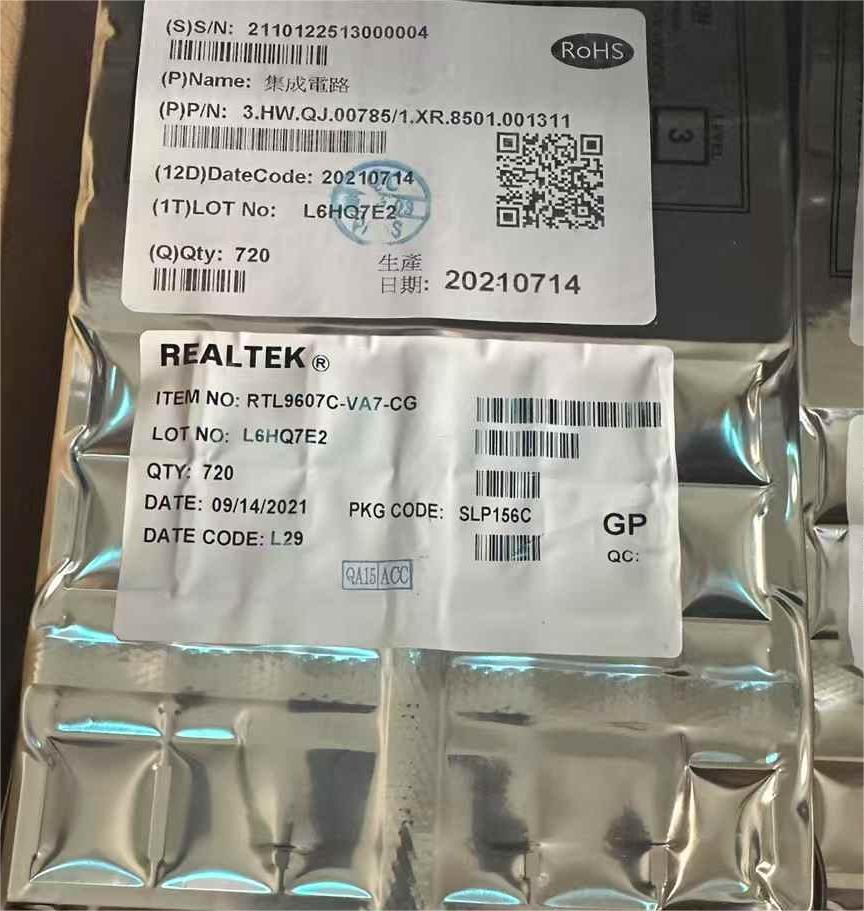 (S)S/N: 2110122513000004
RoHS
(P)Name: 集成電路
(P)P/N: 3.HW.QJ.00785/1.XR.8501.001311
(12D)DateCode: 20210714
(1T)LOT No: L6HQ7E2
(Q)Qty: 720
生產
日期: 20210714
LEVEL
3
REALTEK ®
ITEM NO: RTL9607C-VA7-CG
LOT NO: L6HQ7E2
QTY: 720
DATE: 09/14/2021
PKG CODE: SLP156C
DATE CODE: L29
GP
QC:
QA15 ACC